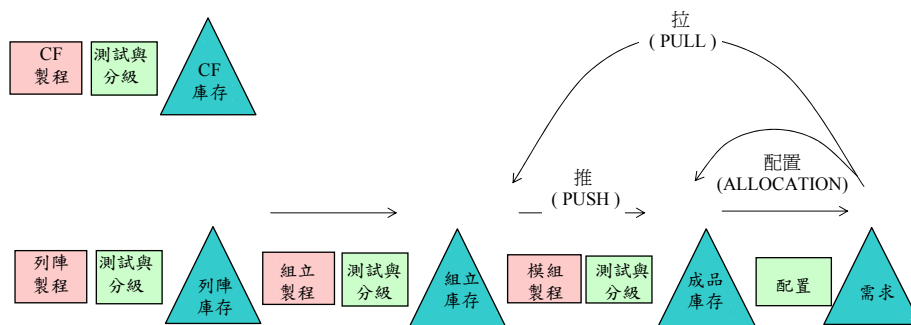 拉
( PULL )
CF
製程
測試與
分級
CF
庫存
配置
(ALLOCATION)
推
( PUSH )
列陣
製程
測試與
分級
列陣
庫存
組立
製程
測試與
分級
組立
庫存
模組
製程
測試與
分級
成品
庫存
配置
需求